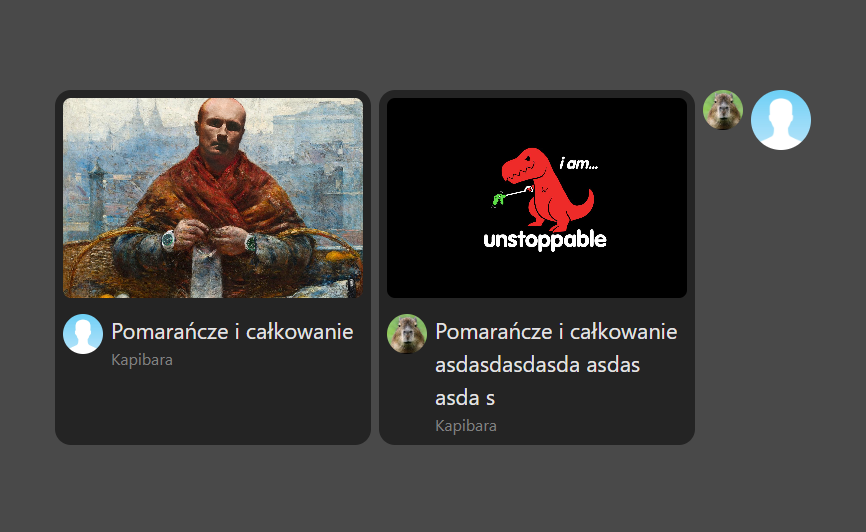 i am...
unstoppable
Pomarańcze i całkowanie
Kapibara
Pomarańcze i całkowanie
asdasdasdasda asdas
asda s
Kapibara